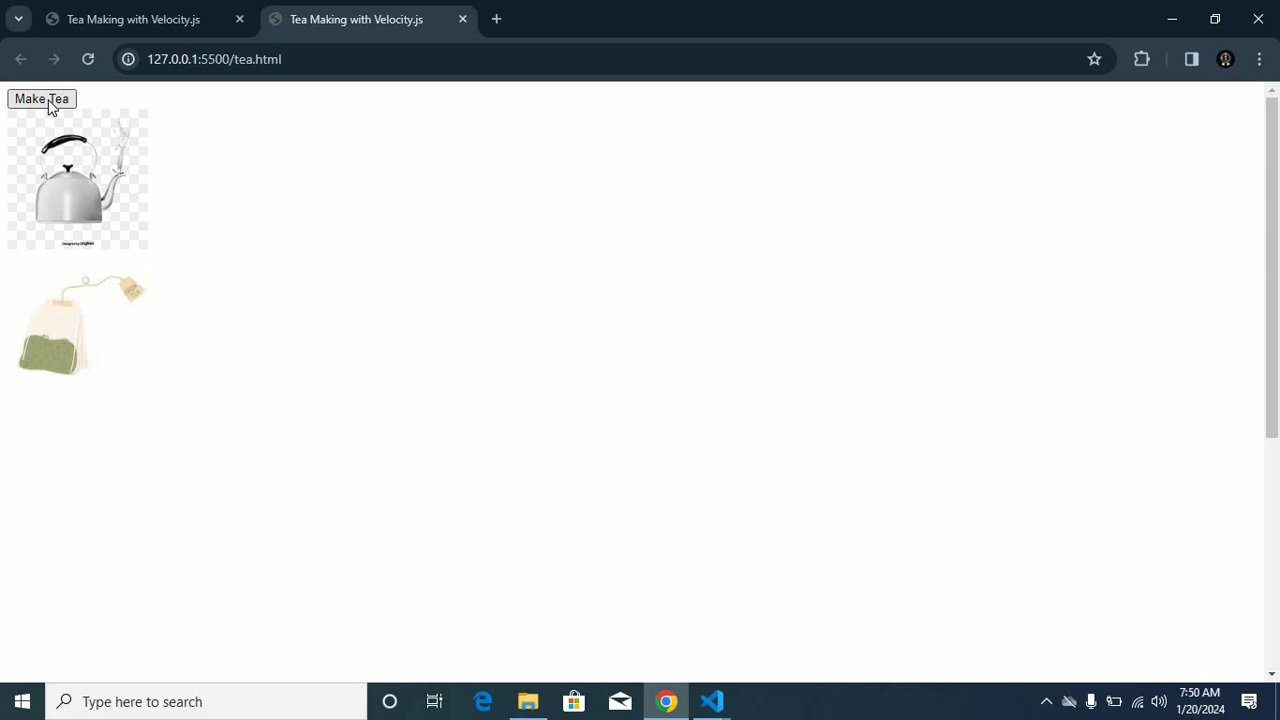 Tea Making with Velocity.js
Tea Making with Velocity.js
127.0.0.1:5500/tea.html
Make Tea
Type here to search
7:50 AM
1/20/2024